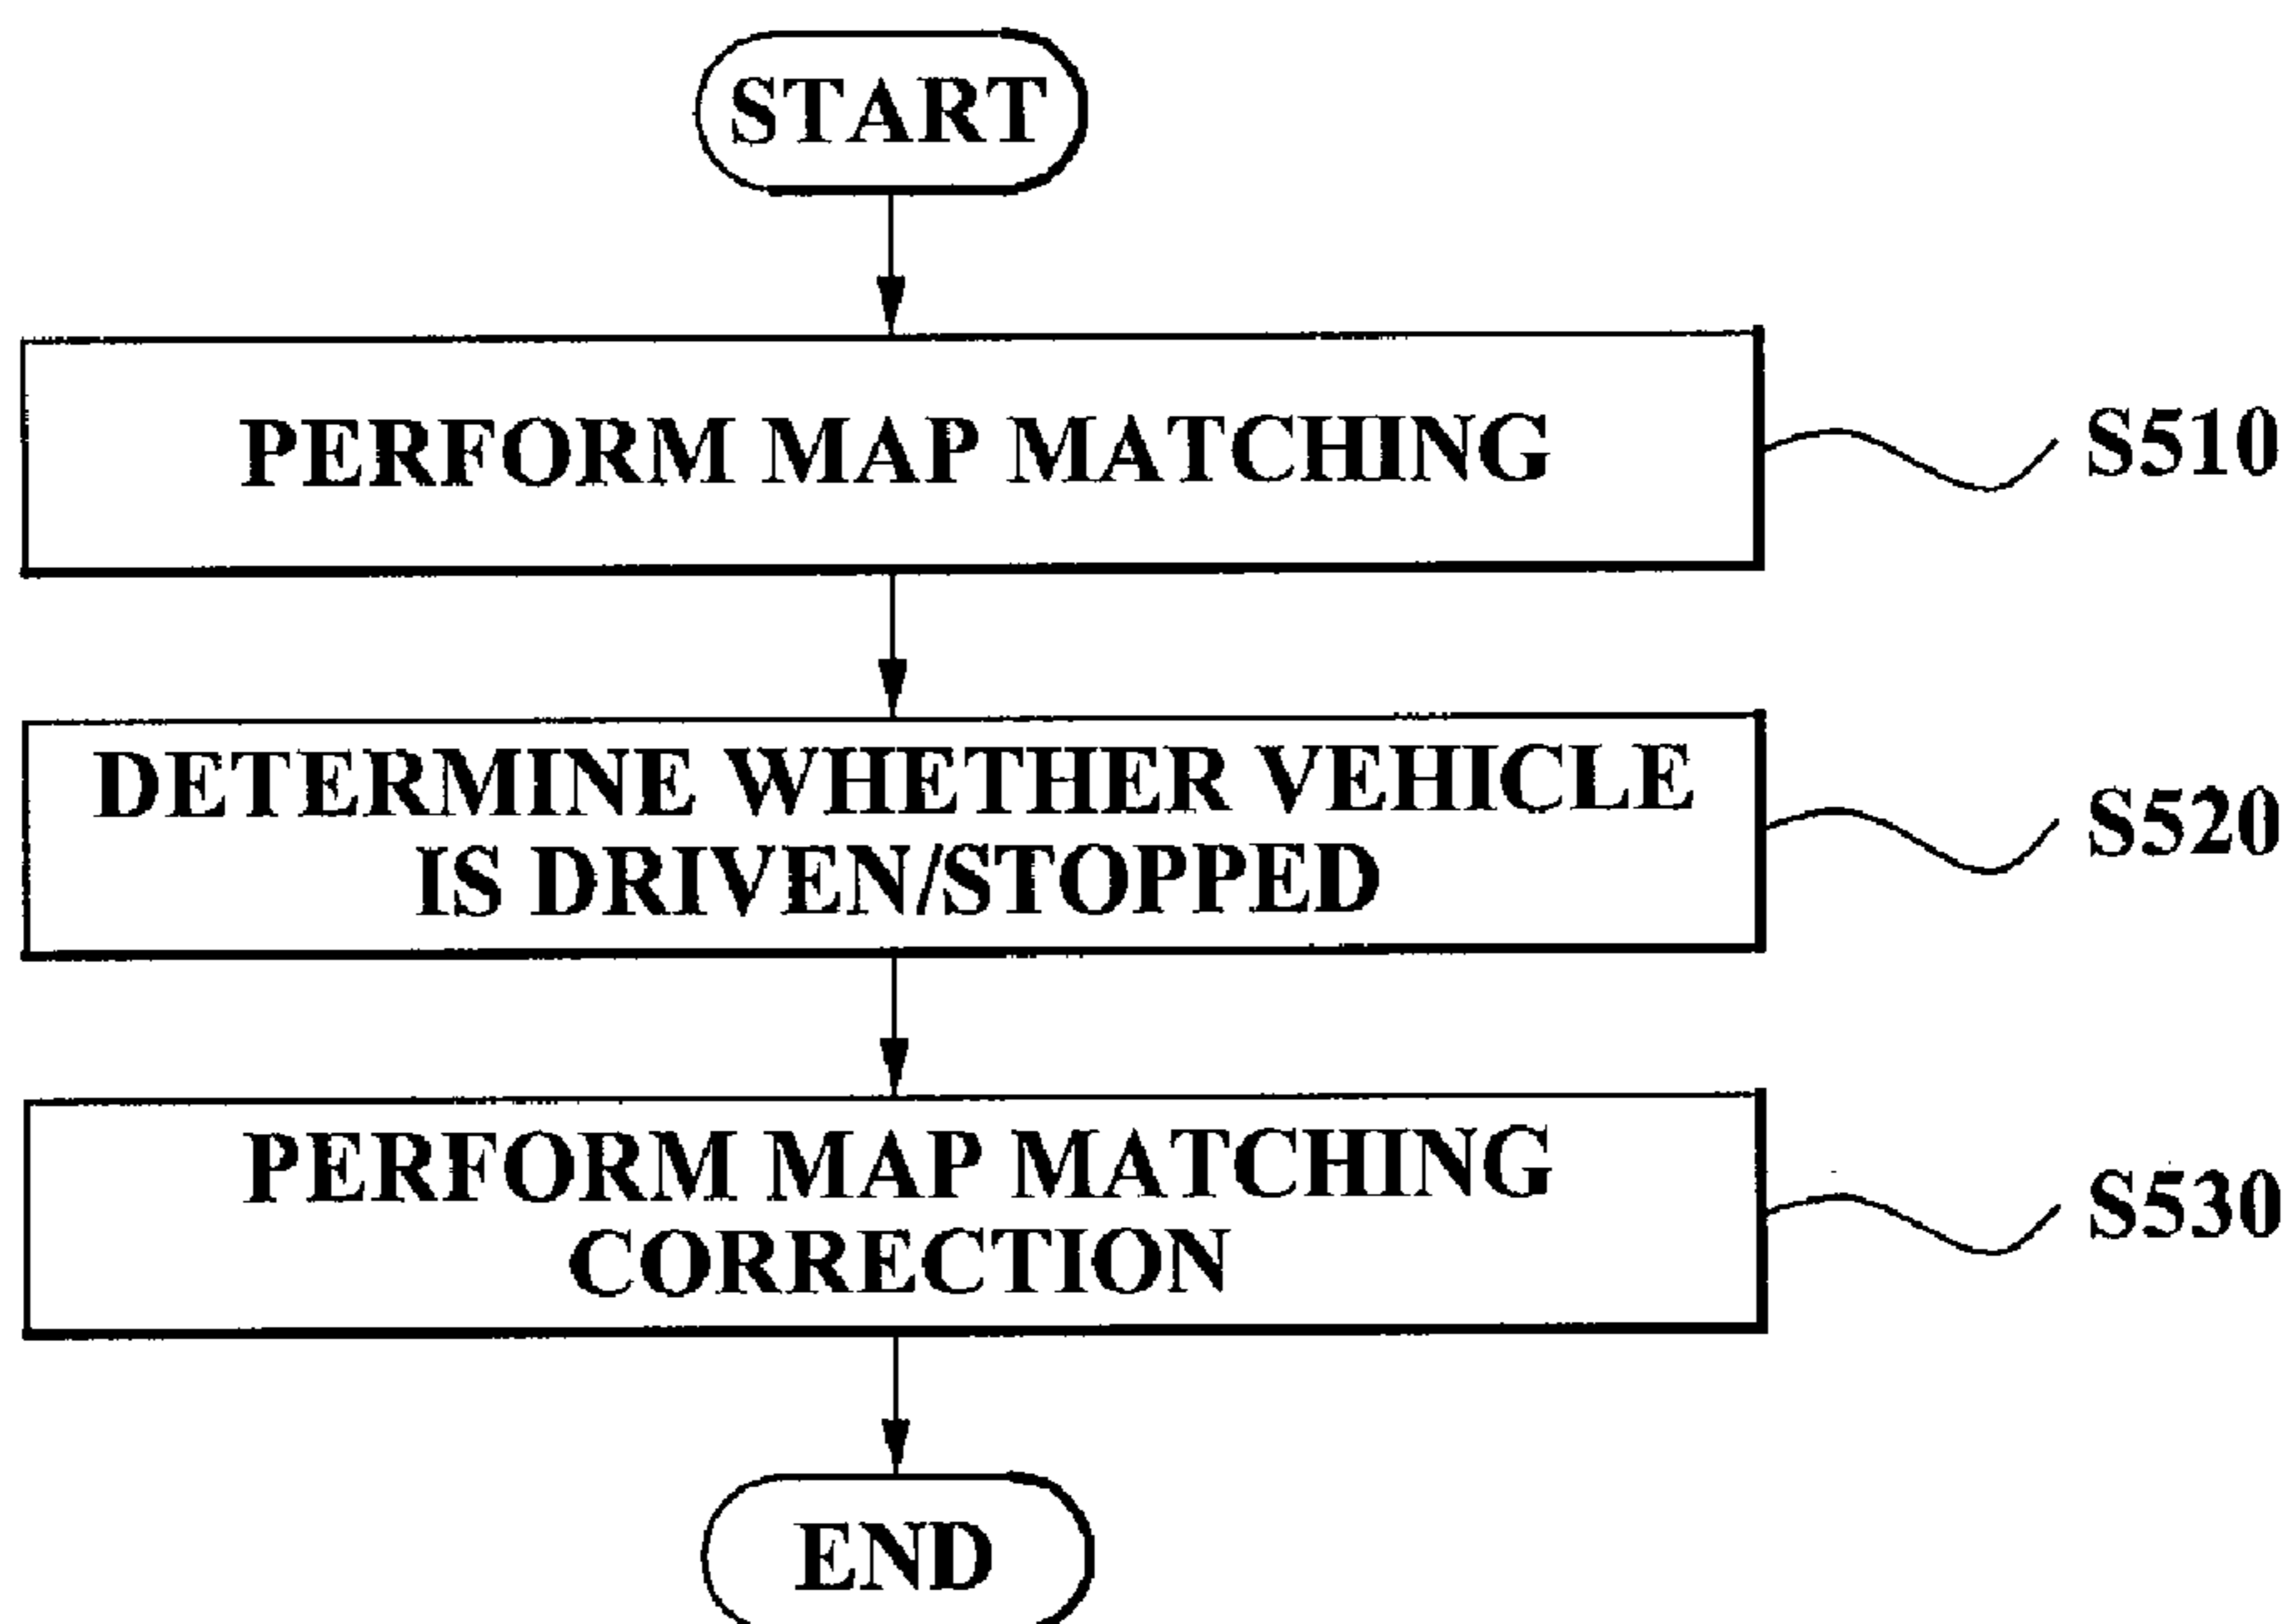 START
PERFORM MAP MATCHING
S510
DETERMINE WHETHER VEHICLE
IS DRIVEN/STOPPED
S520
PERFORM MAP MATCHING
CORRECTION
S530
END